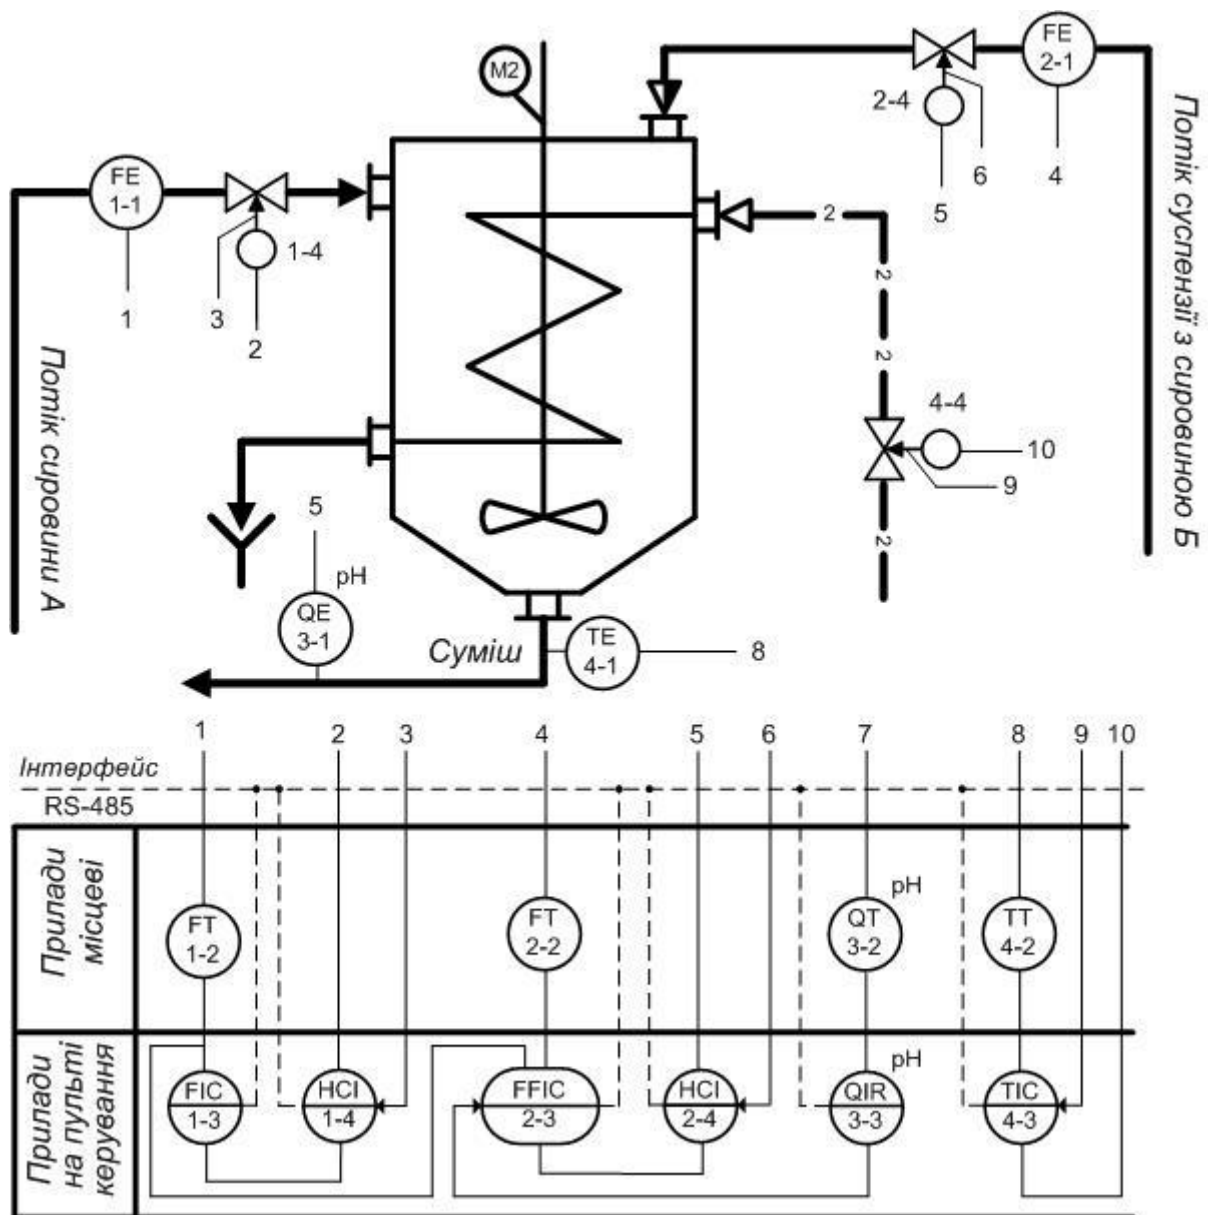 M2
FE
2-1
2-4
6
4
5
FE
1-1
1-4
1
3
2
2
2
2
2
4-4
10
9
Потік сировини А
Потік суспензії з сировиною Б
5
pH
QE
3-1
Суміш
TE
4-1
8
1
2
3
4
5
6
7
8
9
10
Інтерфейс
RS-485
Прилади
місцеві
FT
1-2
FT
2-2
pH
QT
3-2
TT
4-2
Прилади
на пульті
керування
FIC
1-3
HCI
1-4
FFIC
2-3
HCI
2-4
pH
QIR
3-3
TIC
4-3